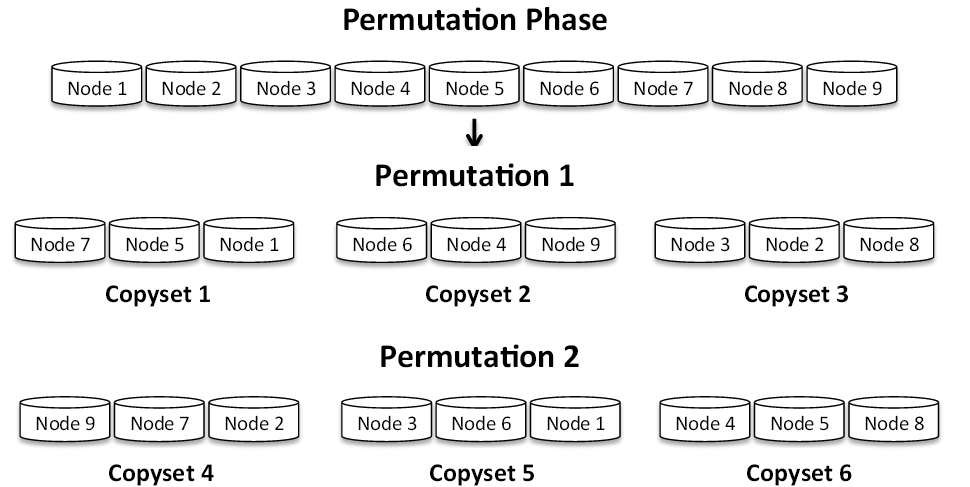 Permutation Phase
Node 1 Node 2 Node 3 Node 4 Node 5 Node 6 Node 7 Node 8 Node 9
Permutation 1
Node 7 Node 5 Node 1 Node 6 Node 4 Node 9 Node 3 Node 2 Node 8
Copyset 1 Copyset 2 Copyset 3
Permutation 2
Node 9 Node 7 Node 2 Node 3 Node 6 Node 1 Node 4 Node 5 Node 8
Copyset 4 Copyset 5 Copyset 6